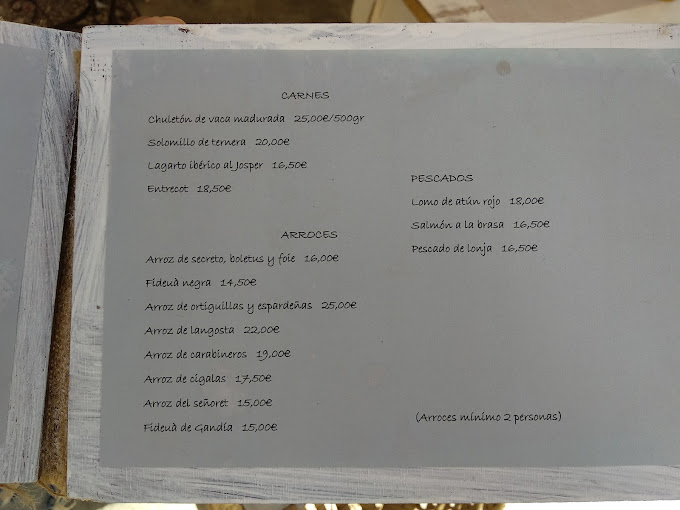 CARNES
Chuletón de vaca madurada 25,00€/500gr
Solomillo de ternera 20,00€
Lagarto ibérico al Josper 16,50€
Entrecot 18,50€
ARROCES
Arroz de secreto, boletus y foie 16,00€
Fideuà negra 14,50€
Arroz de ortiguillas y espardeñas 25,00€
Arroz de langosta 22,00€
Arroz de carabineros 19,00€
Arroz de cigalas 17,50€
Arroz del señoret 15,00€
Fideuà de Gandía 15,00€
PESCADOS
Lomo de atún rojo 18,00€
Salmón a la brasa 16,50€
Pescado de lonja 16,50€
(Arroces mínimo 2 personas)